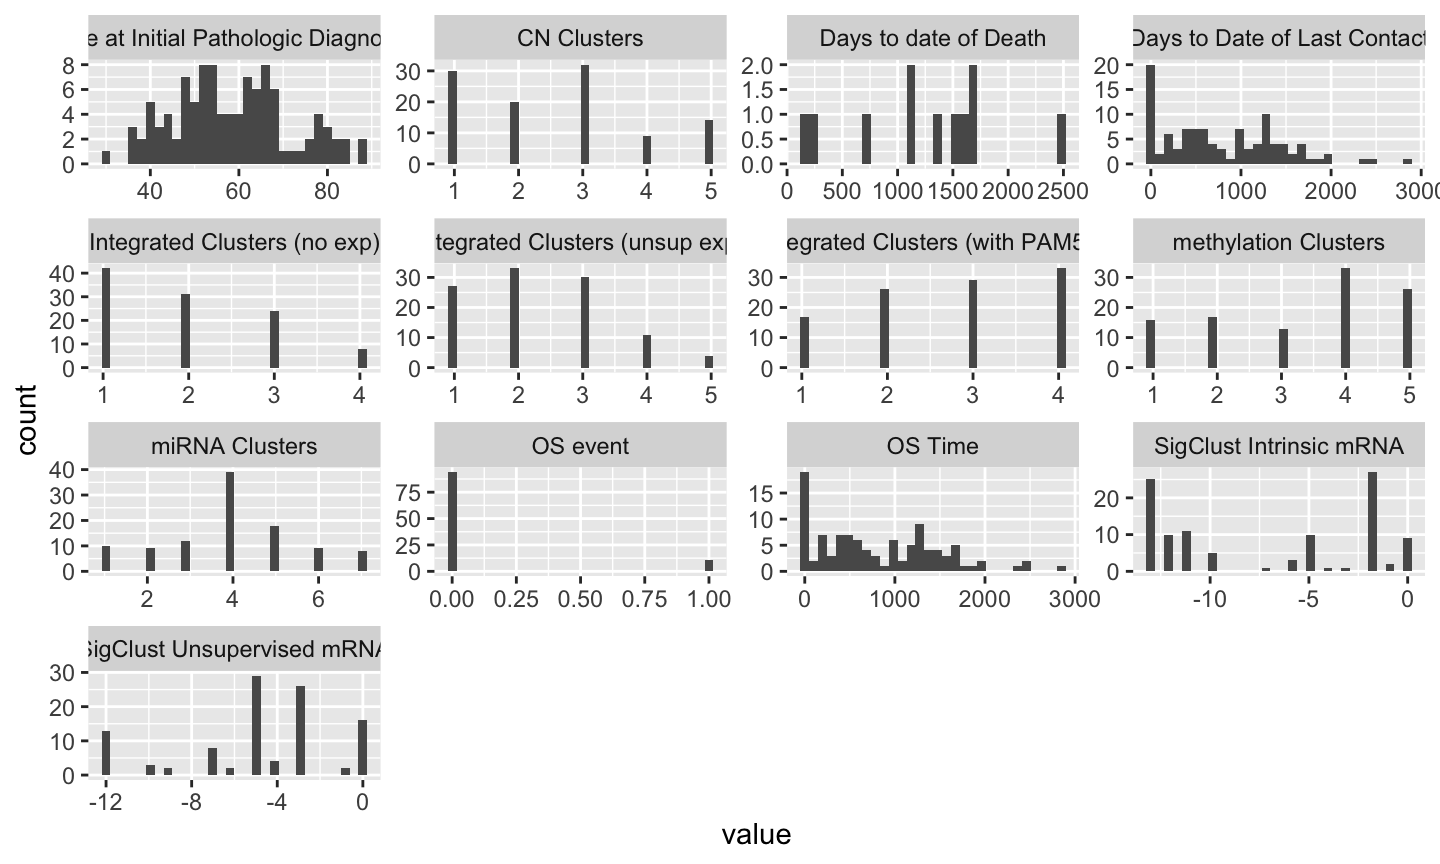 e at Initial Pathologic Diagno
CN Clusters
Days to date of Death
Days to Date of Last Contact
8
6
4
2
0
40 60 80
30
20
10
0
1 2 3 4 5
2.0
1.5
1.0
0.5
0.0
0 500 1000 1500 2000 2500
20
15
10
5
0
0 1000 2000 3000
Integrated Clusters (no exp)
tegrated Clusters (unsup exp
egrated Clusters (with PAM5
methylation Clusters
40
30
20
10
0
1 2 3 4
30
20
10
0
1 2 3 4 5
30
20
10
0
1 2 3 4
30
20
10
0
1 2 3 4 5
count
miRNA Clusters
OS event
OS Time
SigClust Intrinsic mRNA
40
30
20
10
0
2 4 6
75
50
25
0
0.00 0.25 0.50 0.75 1.00
15
10
5
0
0 1000 2000 3000
20
10
0
-10 -5 0
SigClust Unsupervised mRNA
30
20
10
0
-12 -8 -4 0
value